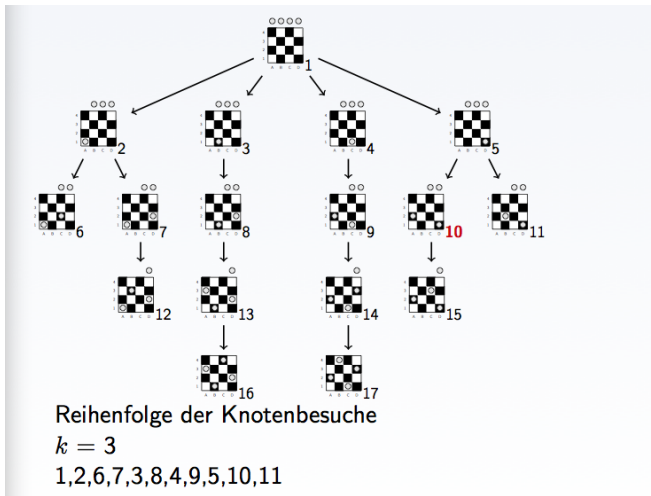 1
2 3 4 5
6 7 8 9 10 11
12 13 14 15
16 17
Reihenfolge der Knotenbesuche
k = 3
1,2,6,7,3,8,4,9,5,10,11